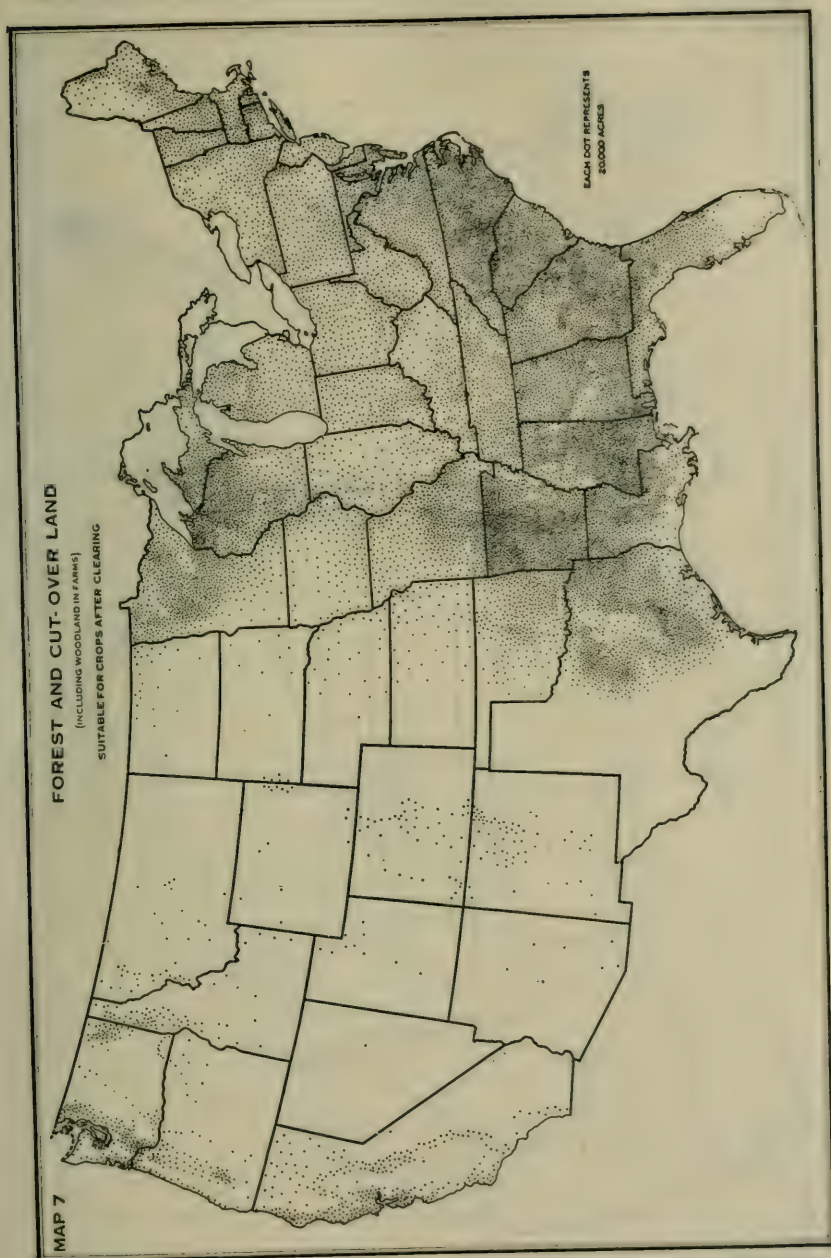 MAP 7
FOREST AND CUT-OVER LAND
(INCLUDING WOODLAND IN FARMS)
SUITABLE FOR CROPS AFTER CLEARING
EACH DOT REPRESENTS
20,000 ACRES